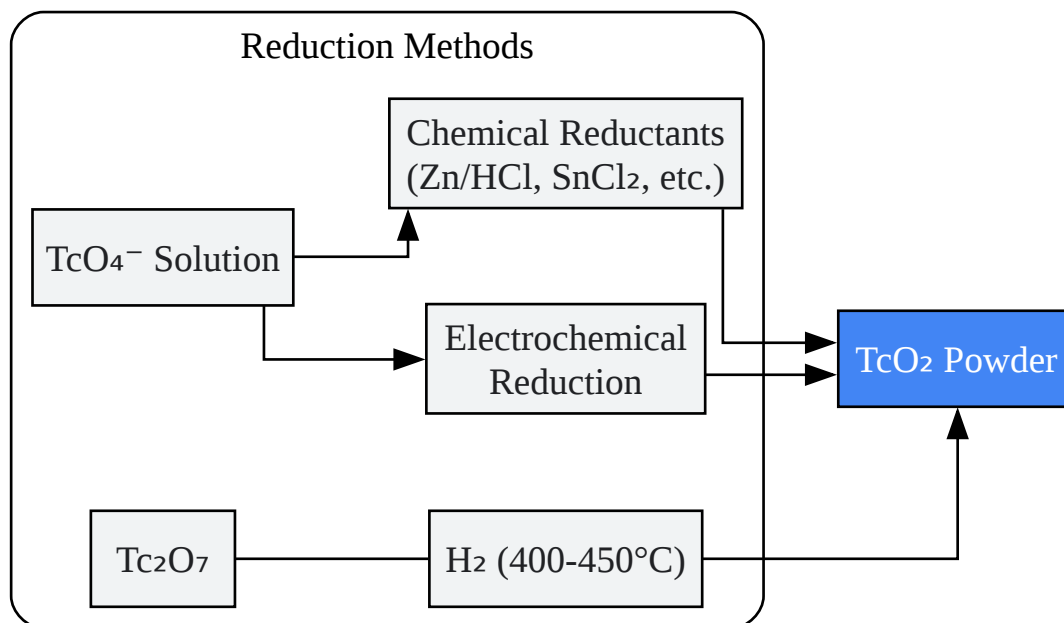 Reduction Methods
Chemical Reductants
(Zn/HCl, SnCl₂, etc.)
TcO₄⁻ Solution
Electrochemical
Reduction
TcO₂ Powder
Tc₂O₇
H₂ (400-450°C)